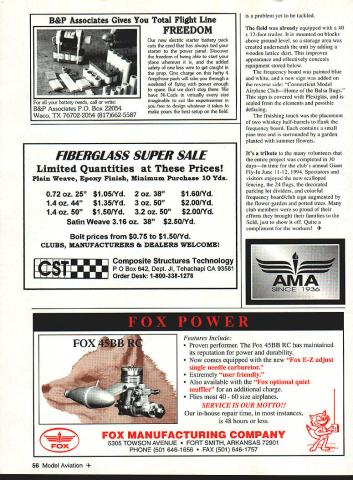 B&P Associates Gives You Total Flight Line
FREEDOM
Our new electric starter battery pack
cuts the cord that has always tied your
starter to the power panel. Discover
the freedom of being able to start your
plane wherever it is, and the added
safety of one less wire to get caught in
the prop. One charge on this hefty 4
Amp/hour pack will take you through a
weekend of flying with power and time
to spare. But we don't stop there. We
have Ni-Cads in virtually every size
imaginable to suit the experimenter in
you free to design whatever it takes to
make yours the best setup on the field.
For all your battery needs, call or write:
B&P Associates P.O. Box 22054
Waco, TX 76702-2054 (817)662-5587
FIBERGLASS SUPER SALE
Limited Quantities at These Prices!
Plain Weave, Epoxy Finish, Minimum Purchase 10 Yds.
0.72 oz. 25" $1.05/Yd. 2 oz. 38" $1.60/Yd.
1.4 oz. 44" $1.35/Yd. 3 oz. 50" $2.00/Yd.
1.4 oz. 50" $1.50/Yd. 3.2 oz. 50" $2.00/Yd.
Satin Weave 3.16 oz. 38" $2.50/Yd.
Bolt prices from $0.75 to $1.50/Yd.
CLUBS, MANUFACTURERS & DEALERS WELCOME!
CST
Composite Structures Technology
P O Box 642, Dept. JI, Tehachapi CA 93581
Order Desk: 1-800-338-1278
is a problem yet to be tackled.
The field was already equipped with a 40
x 12-foot trailer. It is mounted on blocks
above ground level, so a storage area was
created underneath the unit by adding a
wooden lattice skirt. This improves
appearance and effectively conceals
equipment stored below.
The frequency board was painted blue
and white, and a new sign was added on
the reverse side: "Connecticut Model
Airplane Club—Home of the Balsa Bugs."
This sign is covered with Plexiglas, and is
sealed from the elements and possible
defacing.
The finishing touch was the placement
of two whiskey half-barrels to flank the
frequency board. Each contains a small
pine tree and is surrounded by a garden
planted with summer flowers.
It's a tribute to the many volunteers that
the entire project was completed in 30
days—in time for the club's annual Giant
Fly-In June 11-12, 1994. Spectators and
visitors enjoyed the new scalloped
fencing, the 24 flags, the decorated
parking lot dividers, and colorful
frequency board/club sign augmented by
the flower garden and potted trees. Many
club members were so proud of their
efforts they brought their families to the
field, just to show it off. Quite a
compliment for the workers!
AMA
SINCE 1936
FOX POWER
FOX 45BB RC
Features Include:
• Proven performer. The Fox 45BB RC has maintained
its reputation for power and durability.
• Now comes equipped with the new "Fox E-Z adjust
single needle carburetor."
• Extremely "user friendly."
• Also available with the "Fox optional quiet
muffler" for an additional charge.
• Flies most 40 - 60 size airplanes.
SERVICE IS OUR MOTTO!!
Our in-house repair time, in most instances,
is 48 hours or less.
FOX
FOX MANUFACTURING COMPANY
5305 TOWSON AVENUE • FORT SMITH, ARKANSAS 72901
PHONE (501) 646-1656 • FAX (501) 646-1757
56 Model Aviation